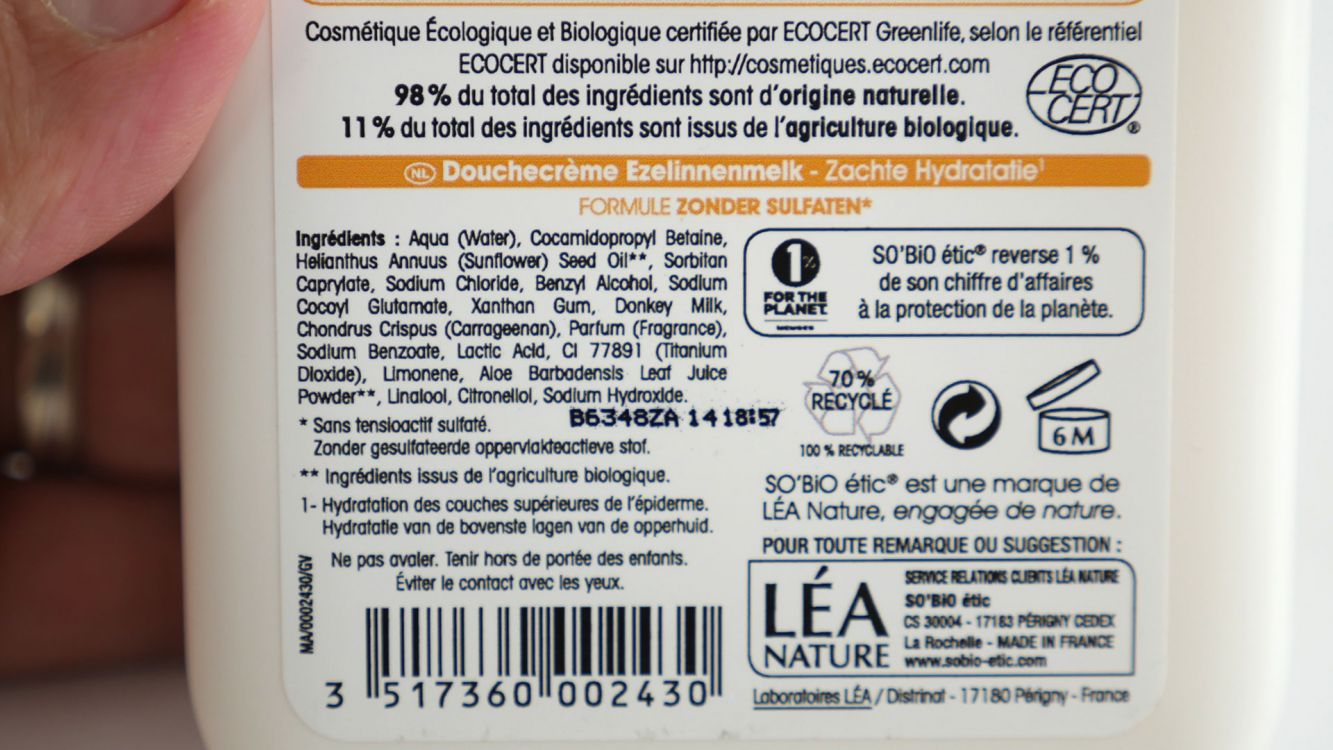 Cosmétique Écologique et Biologique certifiée par ECOCERT Greenlife, selon le référentiel
ECOCERT disponible sur http://cosmetiques.ecocert.com
98% du total des ingrédients sont d'origine naturelle.
11% du total des ingrédients sont issus de l'agriculture biologique.
ECO
CERT®
NL Douchecrème Ezelinnenmelk - Zachte Hydratatie¹
FORMULE ZONDER SULFATEN*
Ingrédients : Aqua (Water), Cocamidopropyl Betaine,
Helianthus Annuus (Sunflower) Seed Oil**, Sorbitan
Caprylate, Sodium Chloride, Benzyl Alcohol, Sodium
Cocoyl Glutamate, Xanthan Gum, Donkey Milk,
Chondrus Crispus (Carrageenan), Parfum (Fragrance),
Sodium Benzoate, Lactic Acid, CI 77891 (Titanium
Dioxide), Limonene, Aloe Barbadensis Leaf Juice
Powder**, Linalool, Citronellol, Sodium Hydroxide.
B6348ZA 14 18:57
* Sans tensioactif sulfaté.
Zonder gesulfateerde oppervlakteactieve stof.
** Ingrédients issus de l'agriculture biologique.
1- Hydratation des couches supérieures de l'épiderme.
Hydratatie van de bovenste lagen van de opperhuid.
Ne pas avaler. Tenir hors de portée des enfants.
Éviter le contact avec les yeux.
MA/0002430/GV
3 517360 002430
1%
FOR THE
PLANET
SO'BiO étic® reverse 1 %
de son chiffre d'affaires
à la protection de la planète.
70 %
RECYCLÉ
100 % RECYCLABLE
6 M
SO'BiO étic® est une marque de
LÉA Nature, engagée de nature.
POUR TOUTE REMARQUE OU SUGGESTION :
LÉA
NATURE
SERVICE RELATIONS CLIENTS LÉA NATURE
SO'BiO étic
CS 30004 - 17183 PÉRIGNY CEDEX
La Rochelle - MADE IN FRANCE
www.sobio-etic.com
Laboratoires LÉA / Distrinat - 17180 Périgny - France